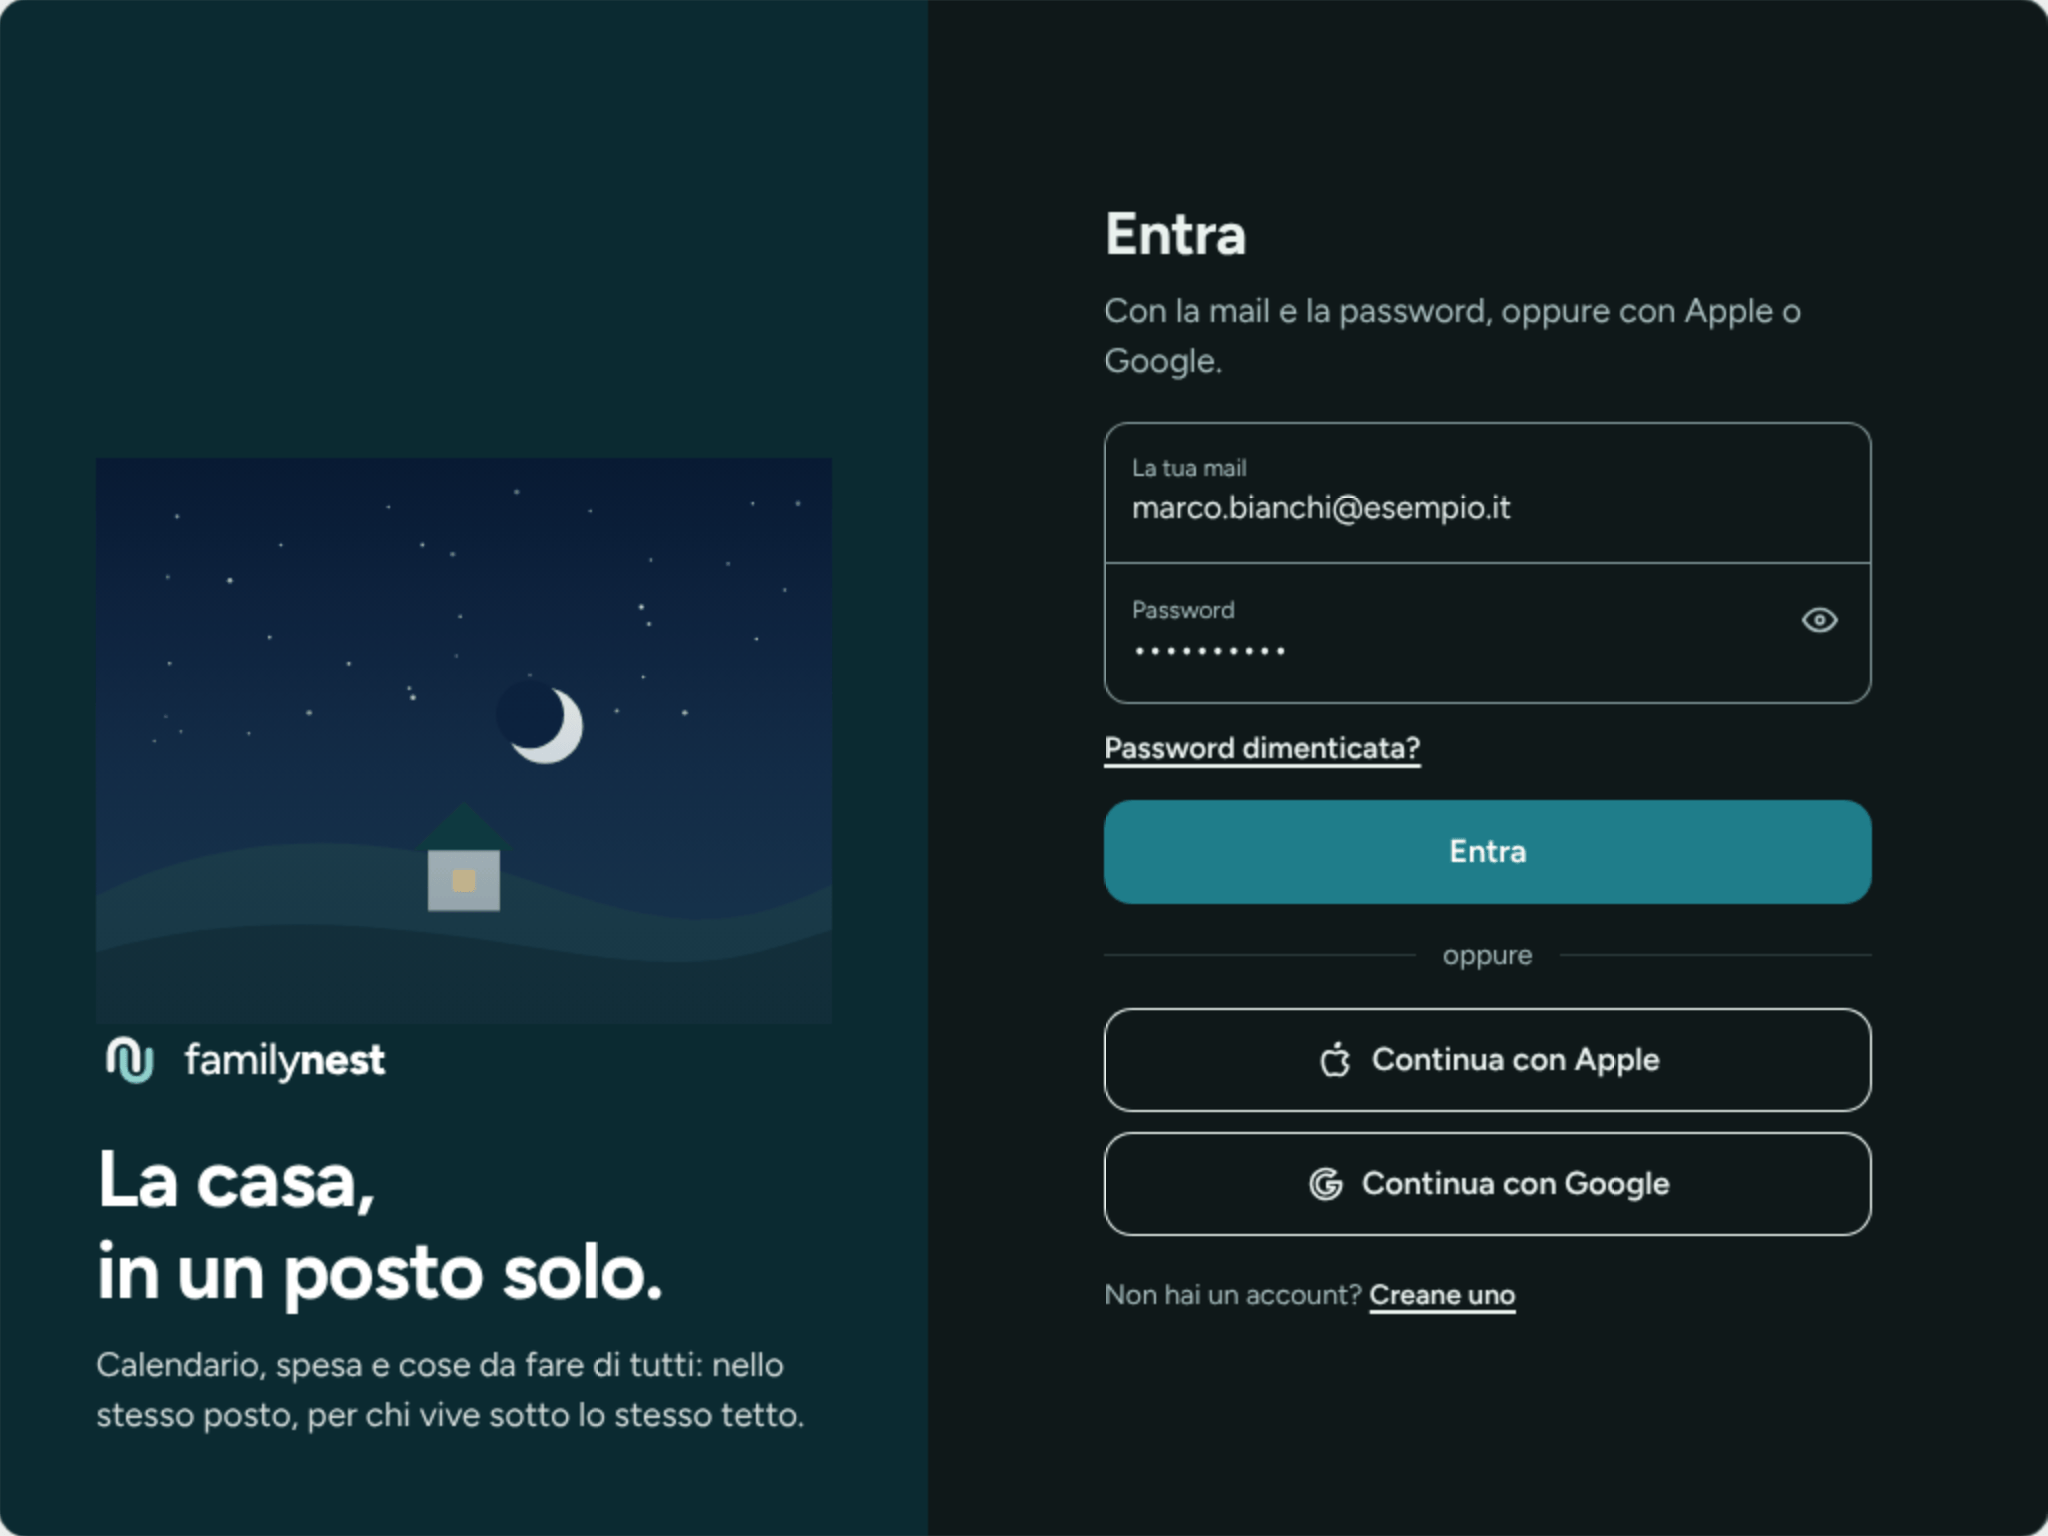 familynest
La casa,
in un posto solo.
Calendario, spesa e cose da fare di tutti: nello
stesso posto, per chi vive sotto lo stesso tetto.
Entra
Con la mail e la password, oppure con Apple o
Google.
La tua mail
marco.bianchi@esempio.it
Password
••••••••••
Password dimenticata?
Entra
oppure
Continua con Apple
Continua con Google
Non hai un account? Creane uno